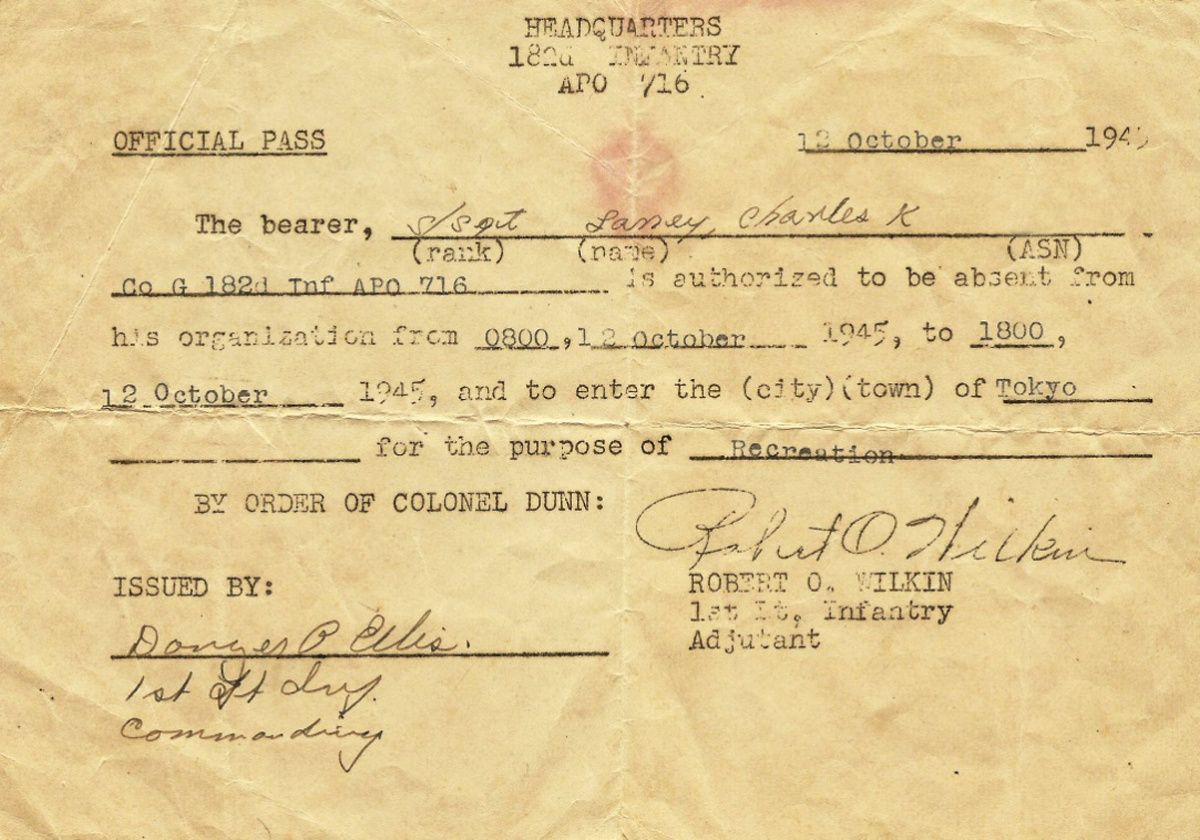 HEADQUARTERS
182d INFANTRY
APO 716
OFFICIAL PASS 12 October 1945
The bearer, S/Sgt Laney, Charles K
(rank) (name) (ASN)
Co G 182d Inf APO 716 is authorized to be absent from
his organization from 0800, 12 October 1945, to 1800,
12 October 1945, and to enter the (city)(town) of Tokyo
for the purpose of Recreation
BY ORDER OF COLONEL DUNN:
Robert O. Wilkin
ISSUED BY: ROBERT O. WILKIN
1st Lt, Infantry
Adjutant
P Ellis.
1st Lt Inf.
Commanding